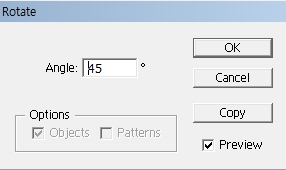 Rotate
Angle: 45 °
OK
Cancel
Copy
Options
Objects Patterns
Preview